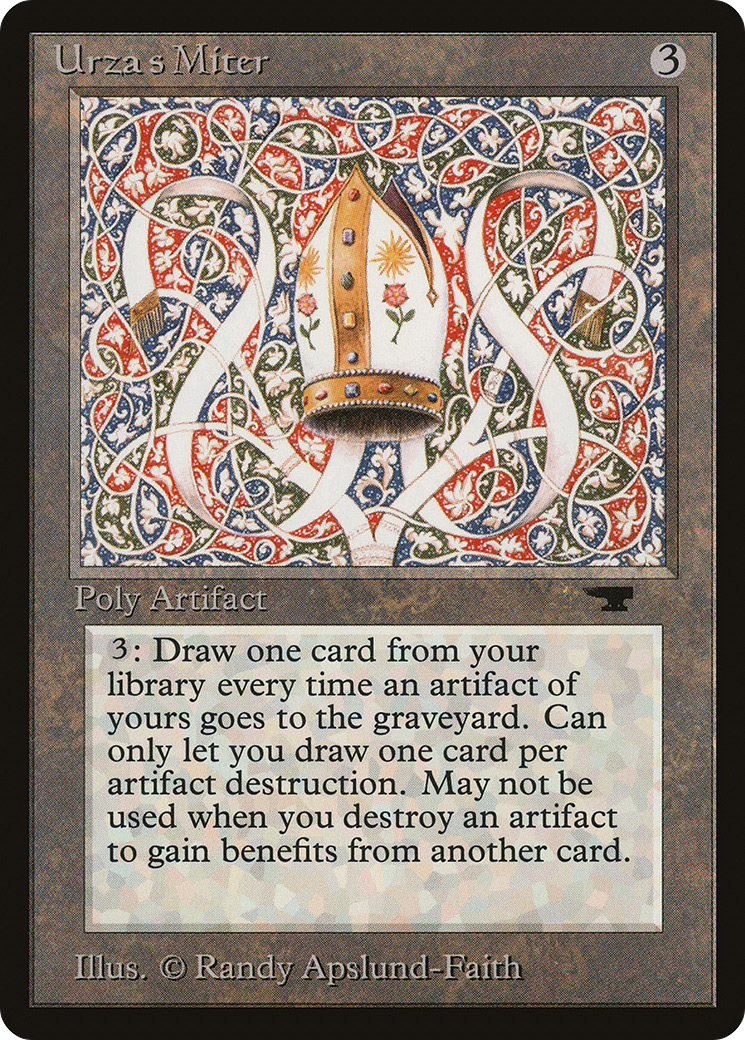 Urza's Miter
3
Poly Artifact
3: Draw one card from your
library every time an artifact of
yours goes to the graveyard. Can
only let you draw one card per
artifact destruction. May not be
used when you destroy an artifact
to gain benefits from another card.
Illus. © Randy Apslund-Faith